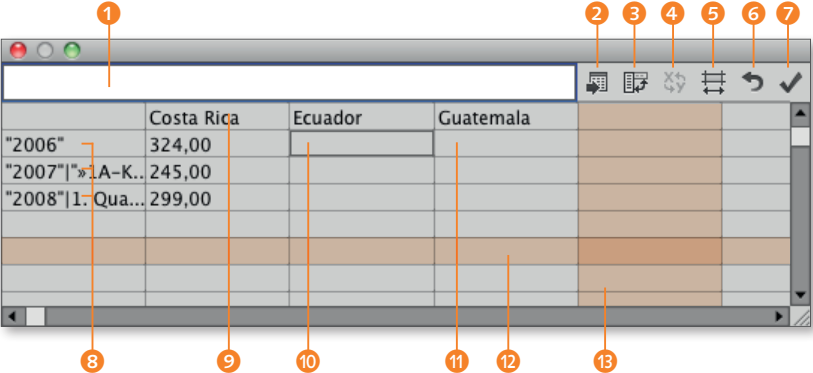 1 2 3 4 5 6 7
Costa Rica Ecuador Guatemala
"2006" 324,00
"2007"|"»1A-K... 245,00
"2008"|1. Qua... 299,00
8 9 10 11 12 13